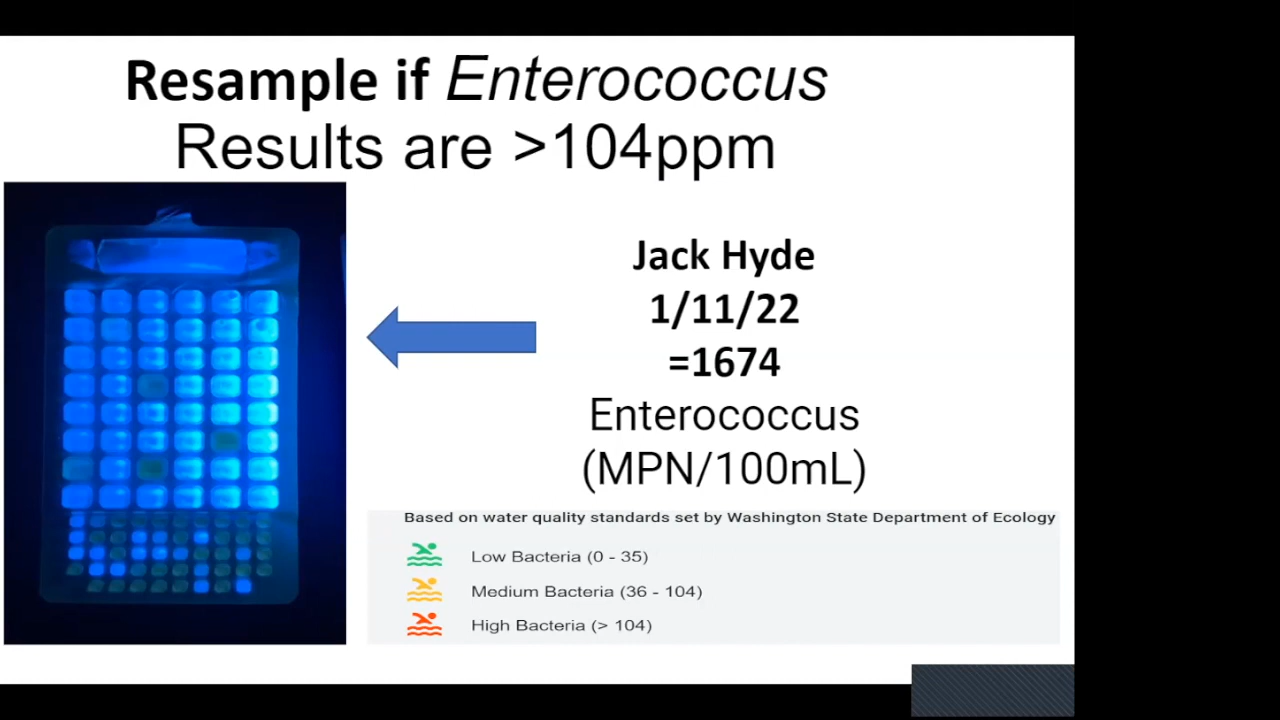 Resample if Enterococcus
Results are >104ppm
Jack Hyde
1/11/22
=1674
Enterococcus
(MPN/100mL)
Based on water quality standards set by Washington State Department of Ecology
Low Bacteria (0 - 35)
Medium Bacteria (36 - 104)
High Bacteria (> 104)